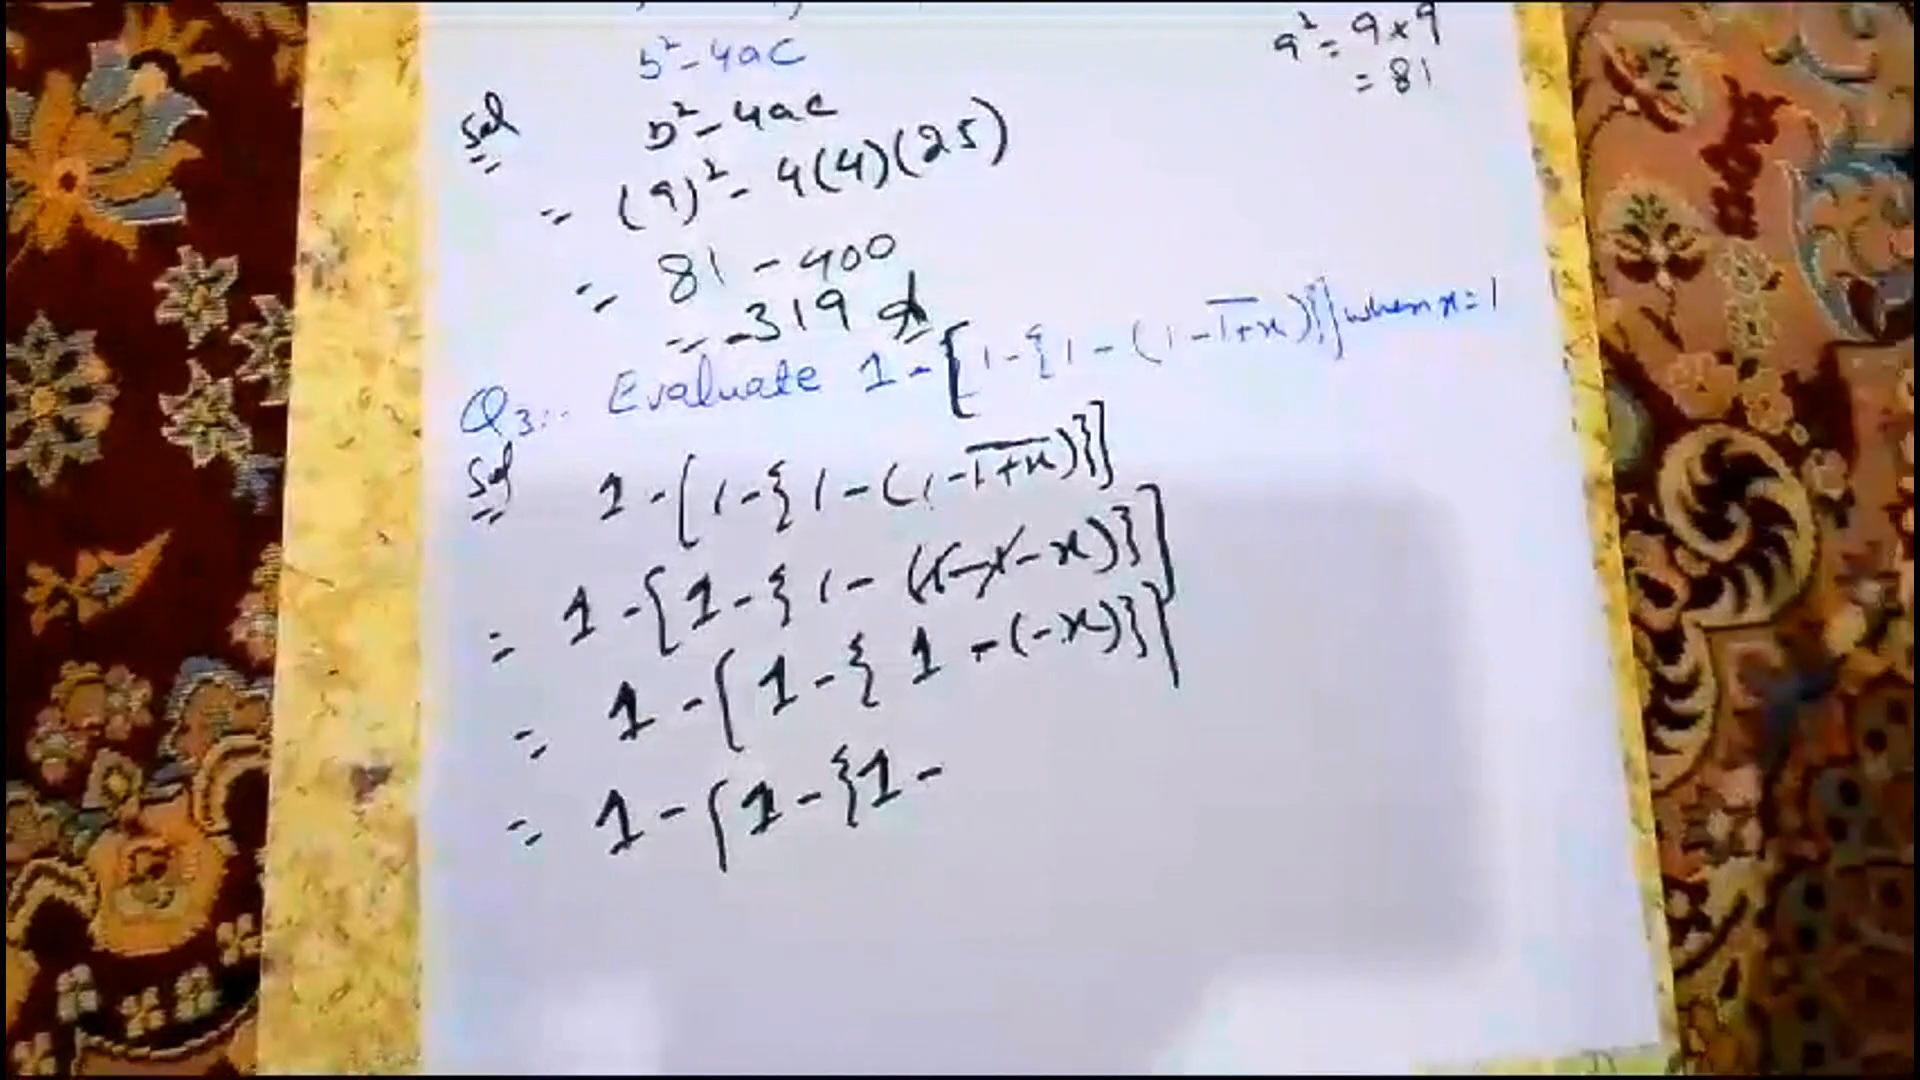 b²-4ac
9² = 9×9
= 81
Sol b²-4ac
= (9)² - 4(4)(25)
= 81 - 400
= -319
Q3:- Evaluate 1-[1-{1-(1-1̅+̅x̅)}] when x=1
Sol 1-[1-{1-(1-1̅+̅x̅)}]
= 1-[1-{1-(1-1-x)}]
= 1-[1-{1-(-x)}]
= 1-[1-{1-